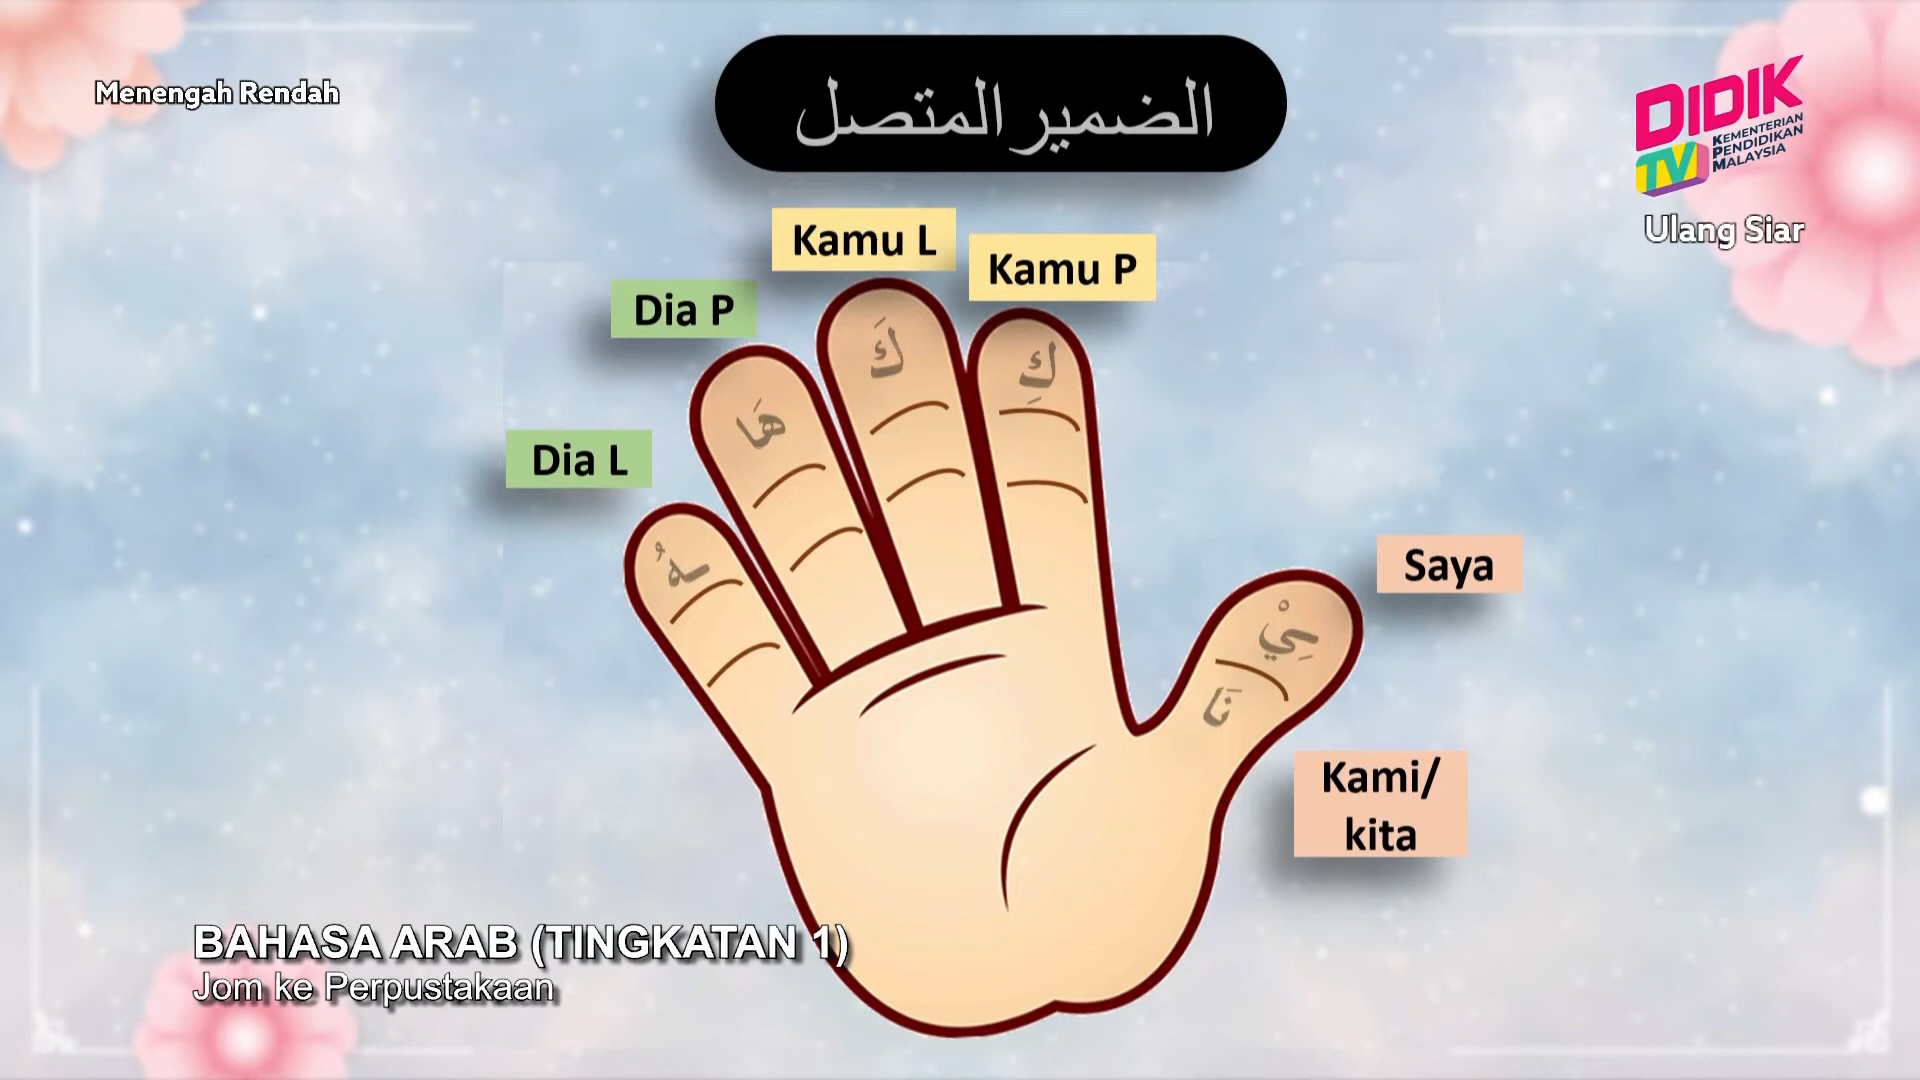 Menengah Rendah
الضمير المتصل
DIDIK
TV
KEMENTERIAN
PENDIDIKAN
MALAYSIA
Ulang Siar
Kamu L
Kamu P
Dia P
Dia L
كَ
كِ
هَا
ـهُ
Saya
ـِيْ
نَا
Kami/
kita
BAHASA ARAB (TINGKATAN 1)
Jom ke Perpustakaan